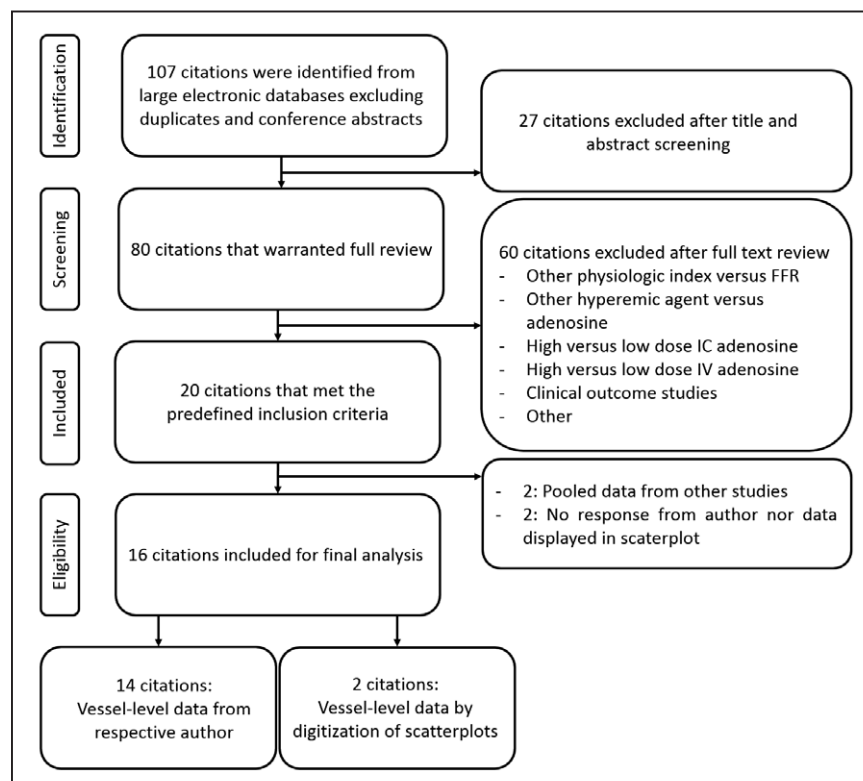 Identification
107 citations were identified from
large electronic databases excluding
duplicates and conference abstracts
27 citations excluded after title and
abstract screening
Screening
80 citations that warranted full review
60 citations excluded after full text review
- Other physiologic index versus FFR
- Other hyperemic agent versus
adenosine
- High versus low dose IC adenosine
- High versus low dose IV adenosine
- Clinical outcome studies
- Other
Included
20 citations that met the
predefined inclusion criteria
- 2: Pooled data from other studies
- 2: No response from author nor data
displayed in scaterplot
Eligibility
16 citations included for final analysis
14 citations:
Vessel-level data from
respective author
2 citations:
Vessel-level data by
digitization of scatterplots